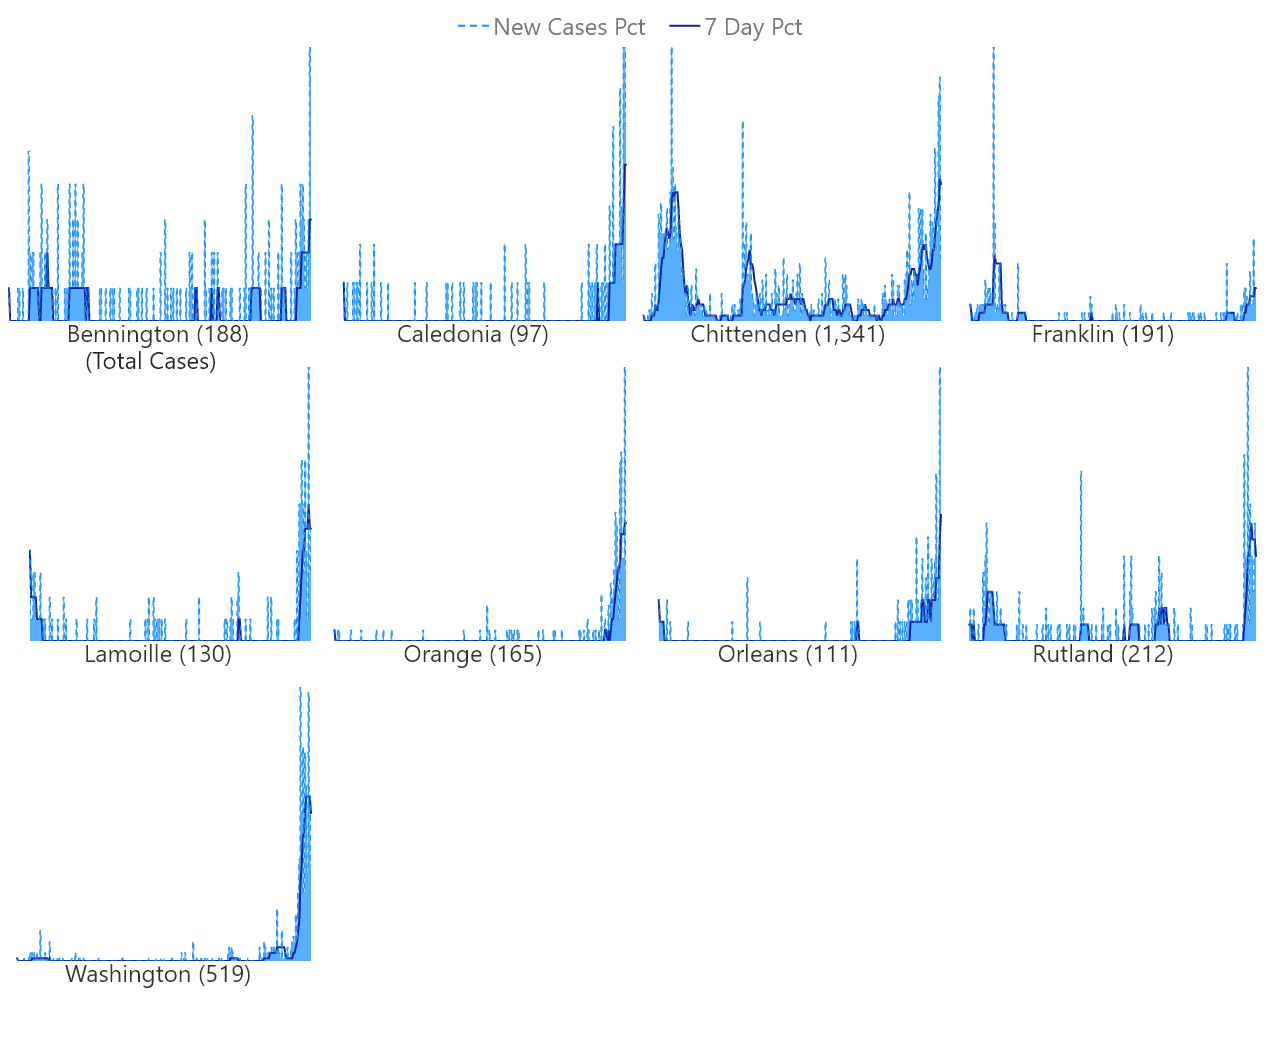 New Cases Pct 7 Day Pct
Bennington (188)
(Total Cases)
Caledonia (97)
Chittenden (1,341)
Franklin (191)
Lamoille (130)
Orange (165)
Orleans (111)
Rutland (212)
Washington (519)